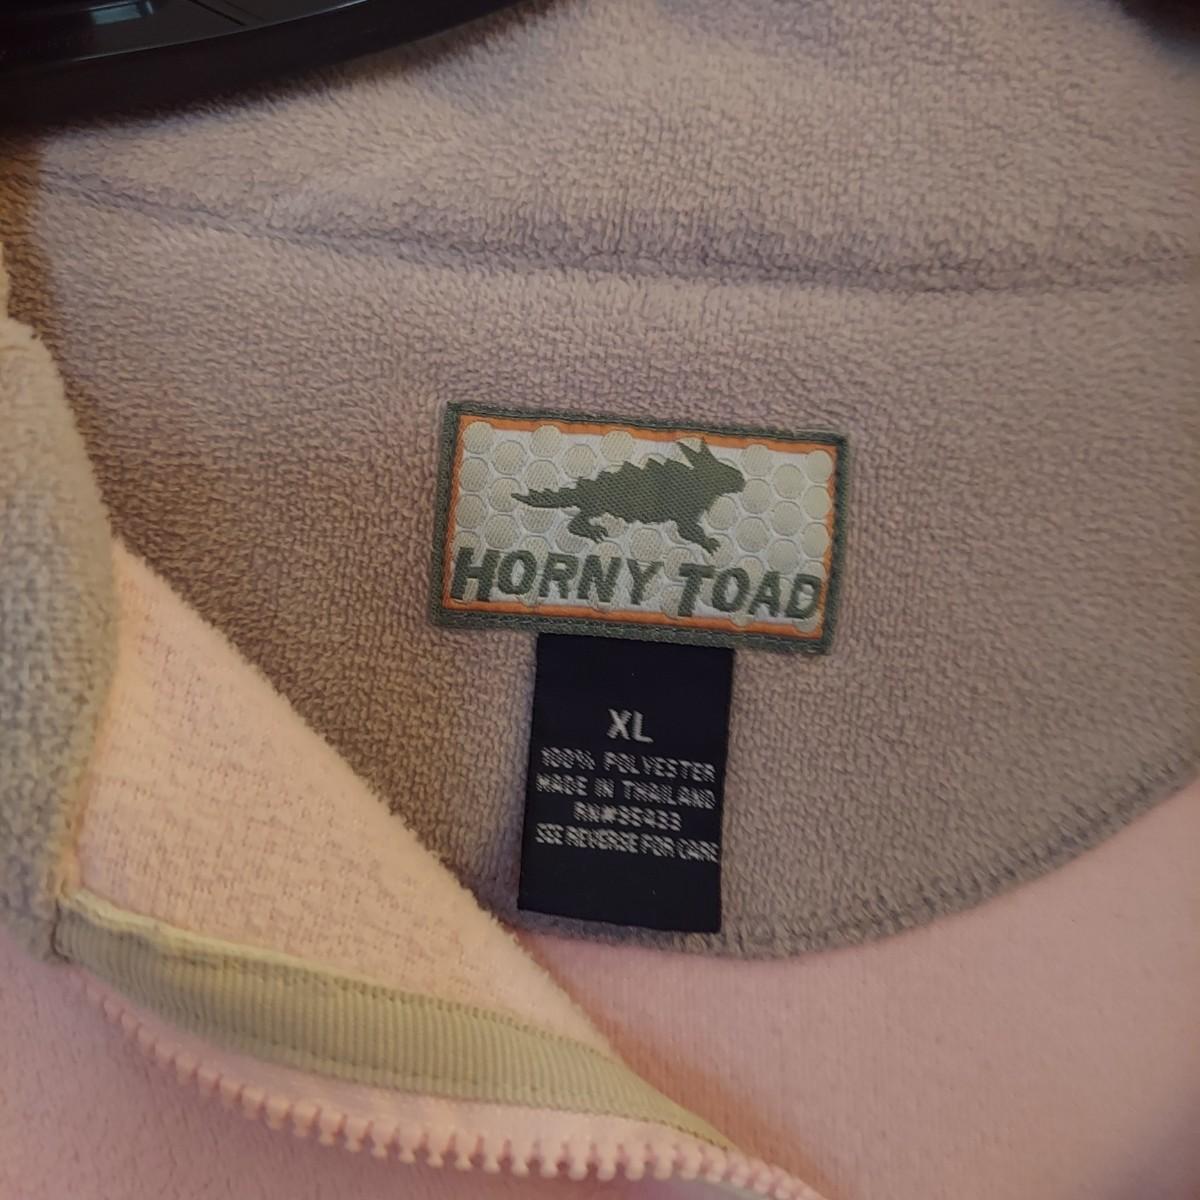 HORNY TOAD
XL
100% POLYESTER
MADE IN THAILAND
SEE REVERSE FOR CARE